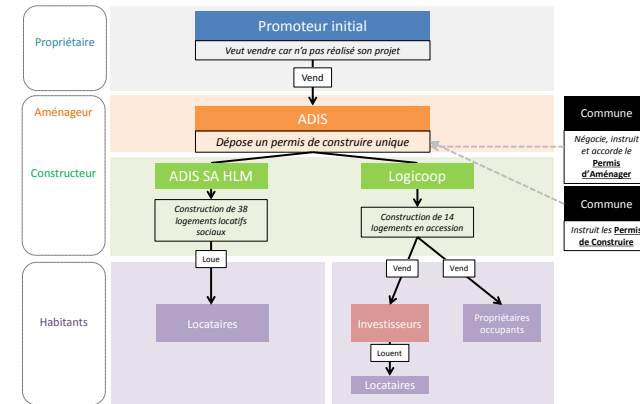 Propriétaire
Promoteur initial
Veut vendre car n'a pas réalisé son projet
Vend
Aménageur
ADIS
Dépose un permis de construire unique
Commune
Négocie, instruit
et accorde le
Permis
d'Aménager
Constructeur
ADIS SA HLM
Logicoop
Construction de 38
logements locatifs
sociaux
Construction de 14
logements en accession
Commune
Instruit les Permis
de Construire
Loue
Vend
Vend
Habitants
Locataires
Investisseurs
Propriétaires
occupants
Louent
Locataires